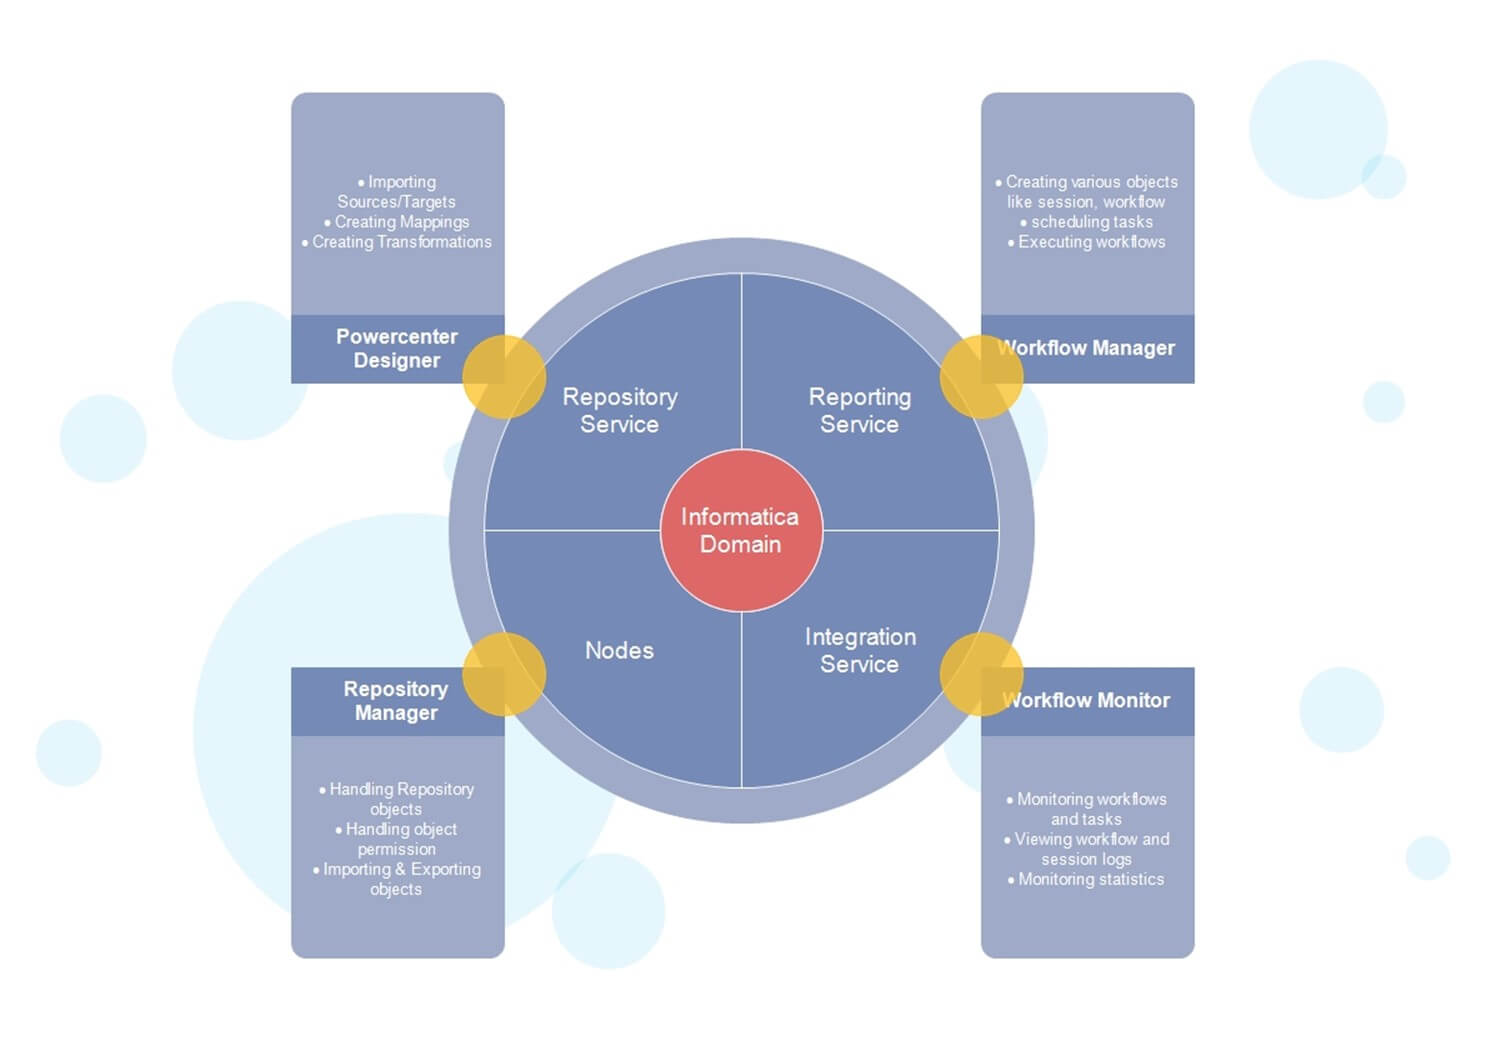 • Importing
Sources/Targets
• Creating Mappings
• Creating Transformations
Powercenter
Designer
• Creating various objects
like session, workflow
• scheduling tasks
• Executing workflows
Workflow Manager
Repository
Service
Reporting
Service
Informatica
Domain
Nodes
Integration
Service
Repository
Manager
• Handling Repository
objects
• Handling object
permission
• Importing & Exporting
objects
Workflow Monitor
• Monitoring workflows
and tasks
• Viewing workflow and
session logs
• Monitoring statistics